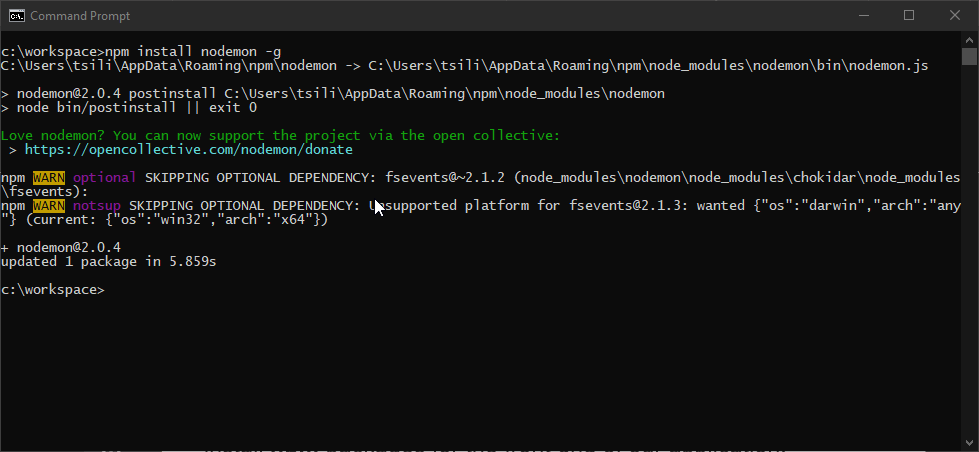 Command Prompt
c:\workspace>npm install nodemon -g
C:\Users\tsili\AppData\Roaming\npm\nodemon -> C:\Users\tsili\AppData\Roaming\npm\node_modules\nodemon\bin\nodemon.js
> nodemon@2.0.4 postinstall C:\Users\tsili\AppData\Roaming\npm\node_modules\nodemon
> node bin/postinstall || exit 0
Love nodemon? You can now support the project via the open collective:
> https://opencollective.com/nodemon/donate
npm WARN optional SKIPPING OPTIONAL DEPENDENCY: fsevents@~2.1.2 (node_modules\nodemon\node_modules\chokidar\node_modules
\fsevents):
npm WARN notsup SKIPPING OPTIONAL DEPENDENCY: Unsupported platform for fsevents@2.1.3: wanted {"os":"darwin","arch":"any
"} (current: {"os":"win32","arch":"x64"})
+ nodemon@2.0.4
updated 1 package in 5.859s
c:\workspace>